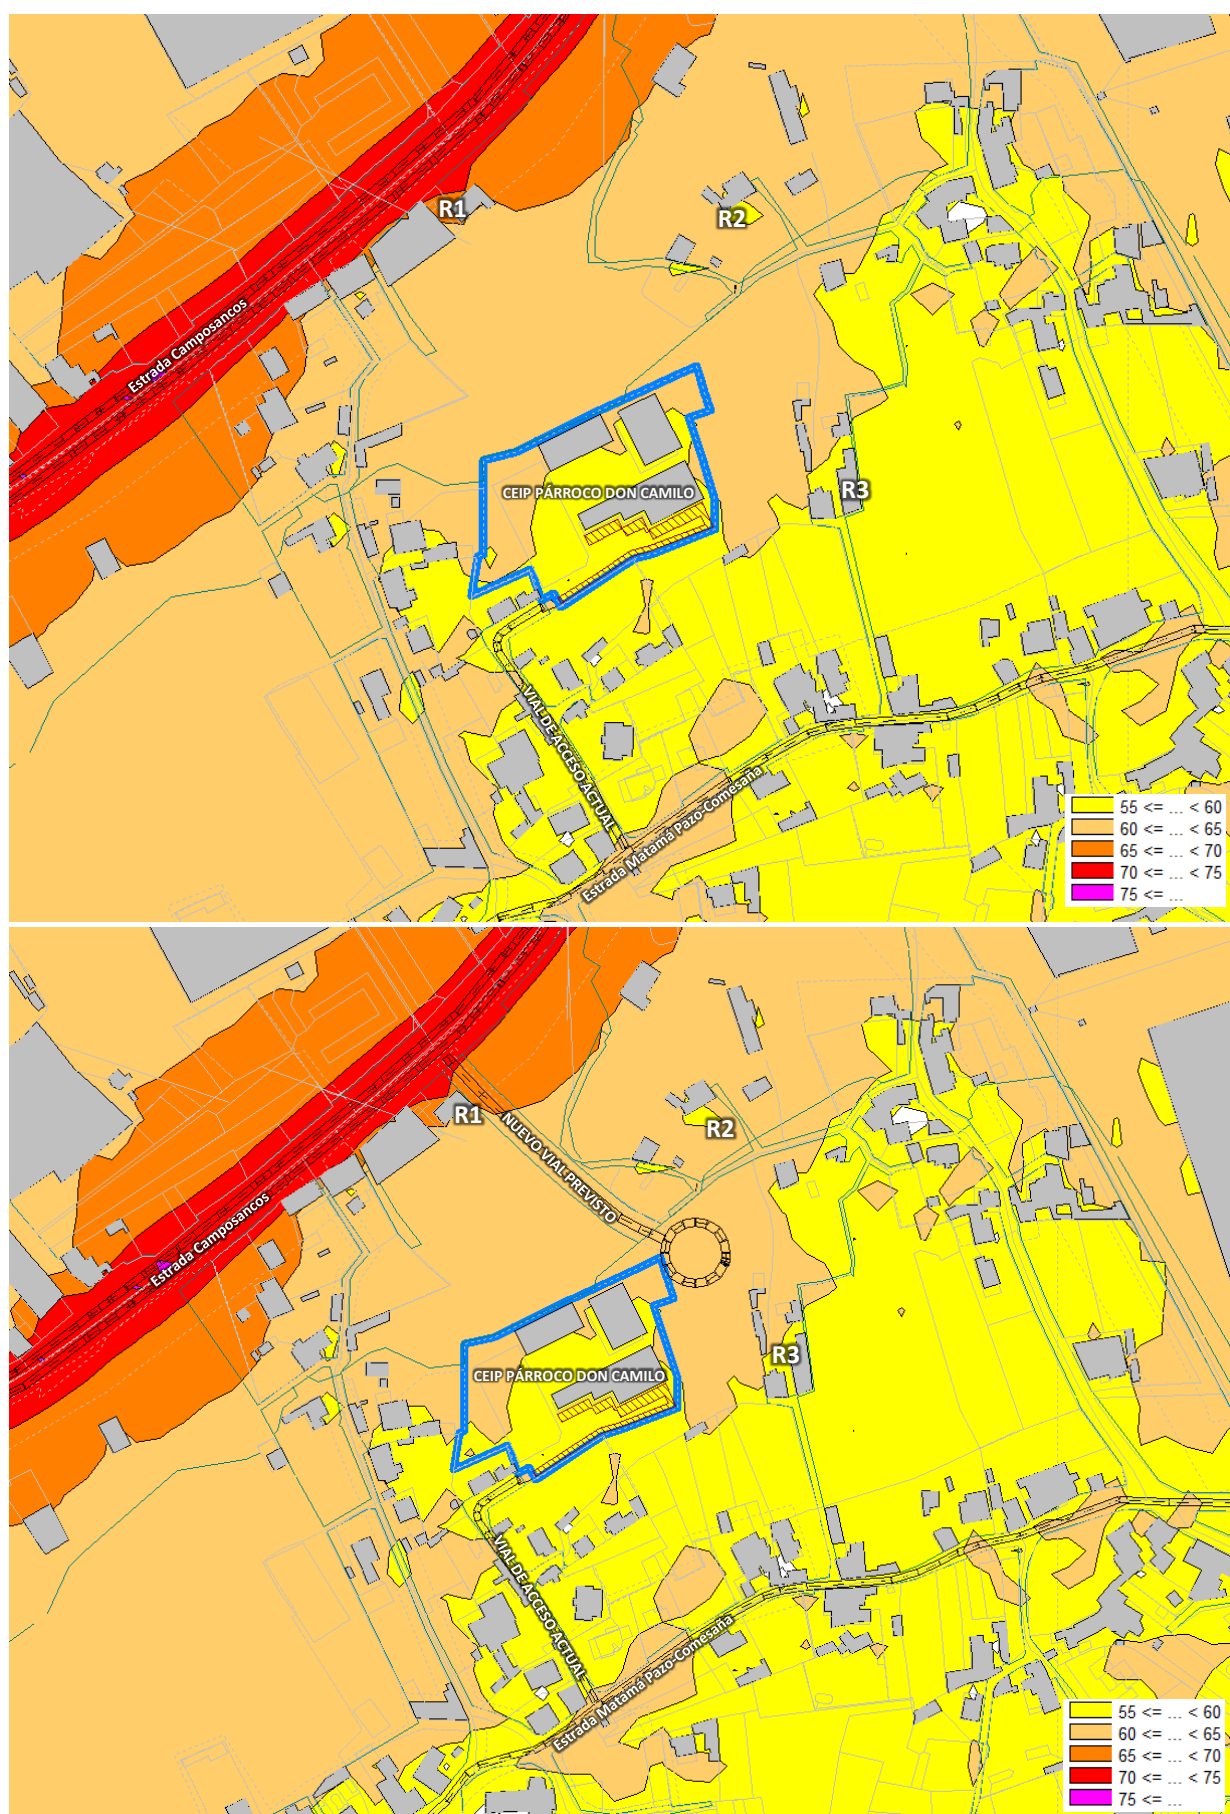 R1
R2
Estrada Camposancos
CEIP PÁRROCO DON CAMILO
R3
VIAL DE ACCESO ACTUAL
Estrada Matamá Pazo-Comesaña
55 <= ... < 60
60 <= ... < 65
65 <= ... < 70
70 <= ... < 75
75 <= ...
R1
NUEVO VIAL PREVISTO
R2
Estrada Camposancos
R3
CEIP PÁRROCO DON CAMILO
VIAL DE ACCESO ACTUAL
Estrada Matamá Pazo-Comesaña
55 <= ... < 60
60 <= ... < 65
65 <= ... < 70
70 <= ... < 75
75 <= ...